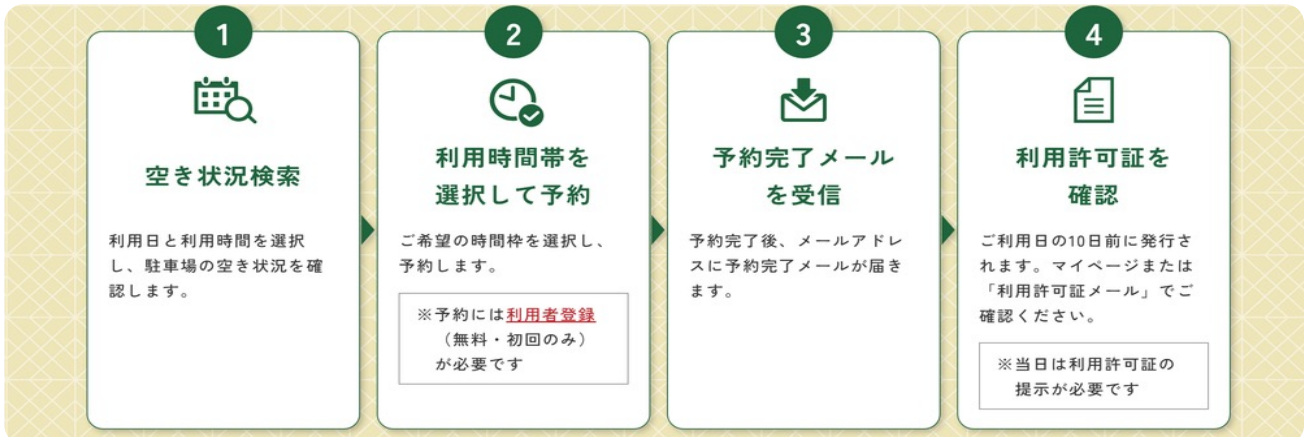 1
空き状況検索
利用日と利用時間を選択
し、駐車場の空き状況を確
認します。
2
利用時間帯を
選択して予約
ご希望の時間枠を選択し、
予約します。
※予約には利用者登録
（無料・初回のみ）
が必要です
3
予約完了メール
を受信
予約完了後、メールアドレ
スに予約完了メールが届き
ます。
4
利用許可証を
確認
ご利用日の10日前に発行さ
れます。マイページまたは
「利用許可証メール」でご
確認ください。
※当日は利用許可証の
提示が必要です